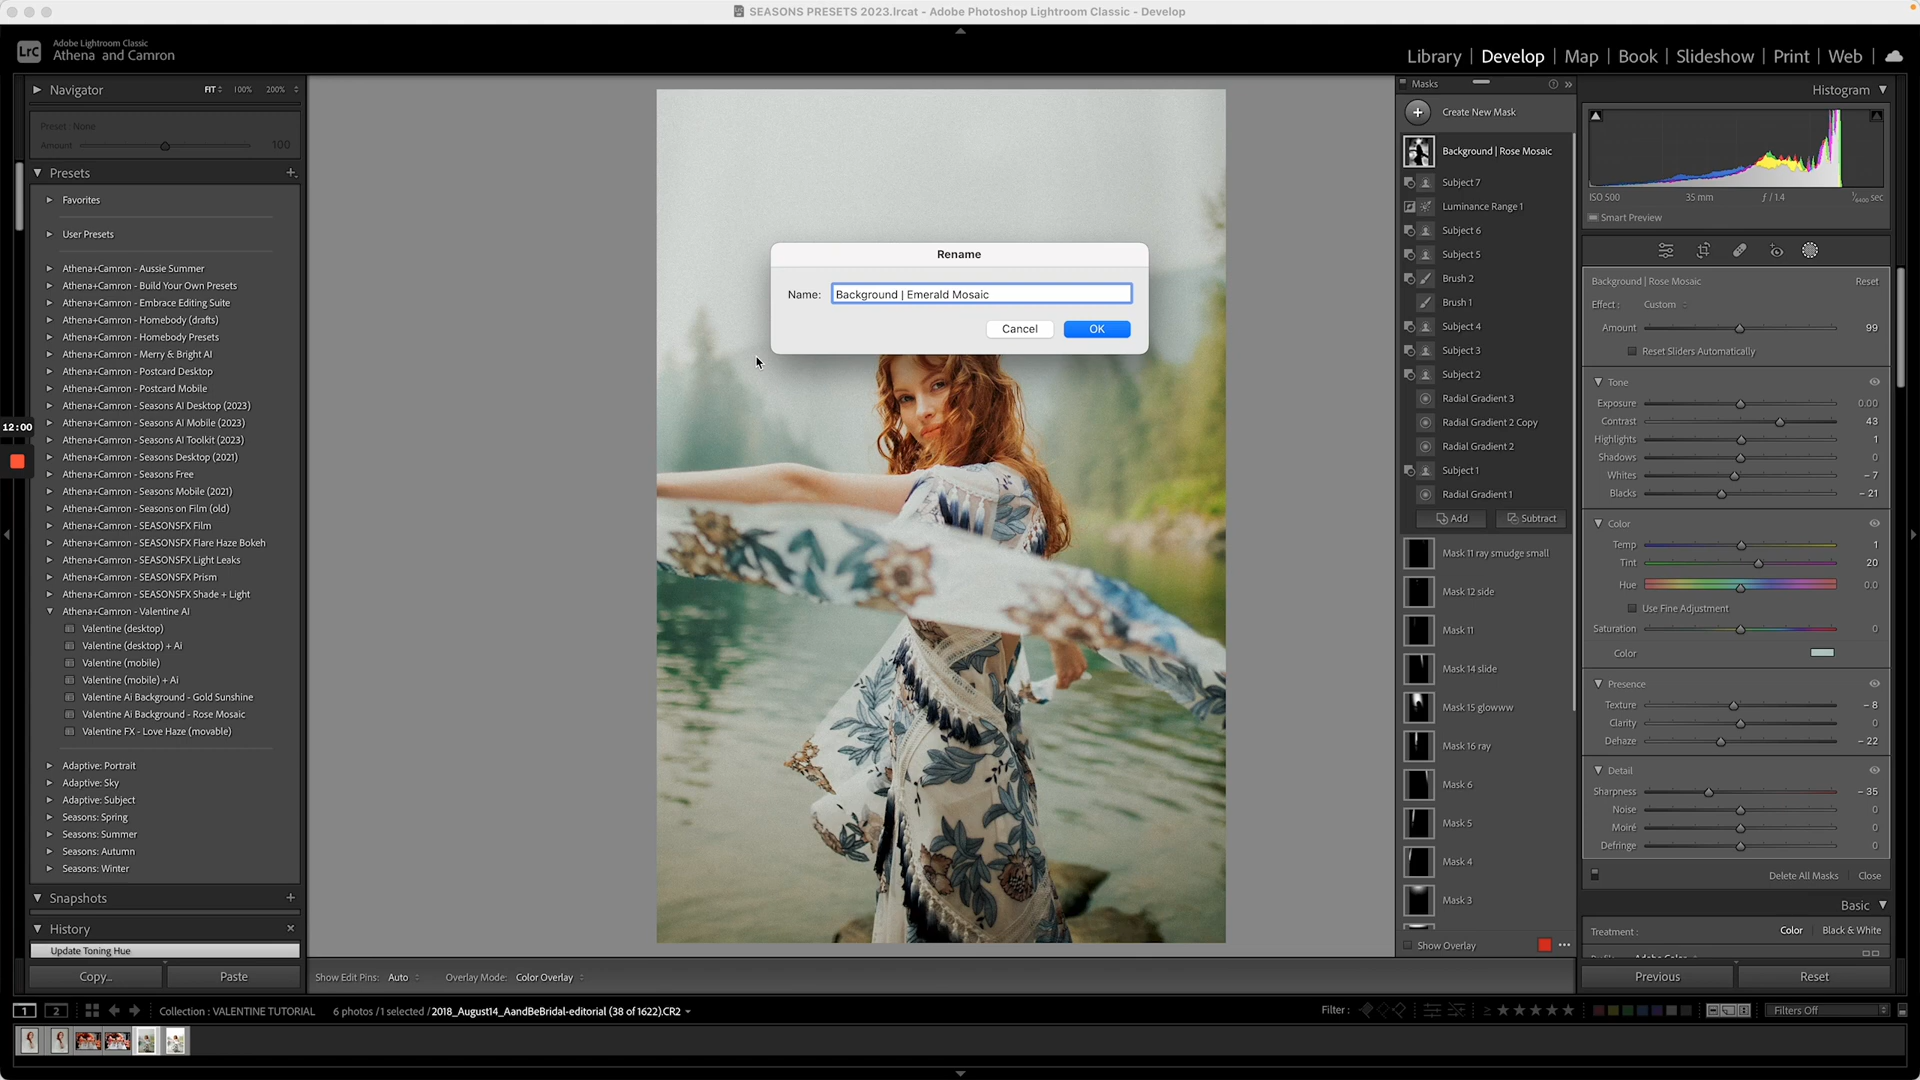 SEASONS PRESETS 2023.lrcat - Adobe Photoshop Lightroom Classic - Develop
Lrc
Adobe Lightroom Classic
Athena and Camron
Library | Develop | Map | Book | Slideshow | Print | Web
Navigator FIT 100% 200%
Preset: None
Amount 100
Presets
Favorites
User Presets
Athena+Camron - Aussie Summer
Athena+Camron - Build Your Own Presets
Athena+Camron - Embrace Editing Suite
Athena+Camron - Homebody (drafts)
Athena+Camron - Homebody Presets
Athena+Camron - Merry & Bright AI
Athena+Camron - Postcard Desktop
Athena+Camron - Postcard Mobile
Athena+Camron - Seasons AI Desktop (2023)
Athena+Camron - Seasons AI Mobile (2023)
Athena+Camron - Seasons AI Toolkit (2023)
Athena+Camron - Seasons Desktop (2021)
Athena+Camron - Seasons Free
Athena+Camron - Seasons Mobile (2021)
Athena+Camron - Seasons on Film (old)
Athena+Camron - SEASONSFX Film
Athena+Camron - SEASONSFX Flare Haze Bokeh
Athena+Camron - SEASONSFX Light Leaks
Athena+Camron - SEASONSFX Prism
Athena+Camron - SEASONSFX Shade + Light
Athena+Camron - Valentine AI
Valentine (desktop)
Valentine (desktop) + Ai
Valentine (mobile)
Valentine (mobile) + Ai
Valentine Ai Background - Gold Sunshine
Valentine Ai Background - Rose Mosaic
Valentine FX - Love Haze (movable)
Adaptive: Portrait
Adaptive: Sky
Adaptive: Subject
Seasons: Spring
Seasons: Summer
Seasons: Autumn
Seasons: Winter
12:00
Snapshots
History
Update Toning Hue
Copy... Paste
Rename
Name: Background | Emerald Mosaic
Cancel OK
Masks
Create New Mask
Background | Rose Mosaic
Subject 7
Luminance Range 1
Subject 6
Subject 5
Brush 2
Brush 1
Subject 4
Subject 3
Subject 2
Radial Gradient 3
Radial Gradient 2 Copy
Radial Gradient 2
Subject 1
Radial Gradient 1
Add Subtract
Mask 11 ray smudge small
Mask 12 side
Mask 11
Mask 14 slide
Mask 15 glowww
Mask 16 ray
Mask 6
Mask 5
Mask 4
Mask 3
Show Overlay
Histogram
ISO 500 35 mm ƒ / 1.4 1/6400 sec
Smart Preview
Background | Rose Mosaic Reset
Effect : Custom
Amount 99
Reset Sliders Automatically
Tone
Exposure 0.00
Contrast 43
Highlights 1
Shadows 0
Whites – 7
Blacks – 21
Color
Temp 1
Tint 20
Hue 0.0
Use Fine Adjustment
Saturation 0
Color
Presence
Texture – 8
Clarity 0
Dehaze – 22
Detail
Sharpness – 35
Noise 0
Moiré 0
Defringe 0
Delete All Masks Close
Basic
Treatment : Color Black & White
Previous Reset
Show Edit Pins: Auto Overlay Mode: Color Overlay
1 2 Collection : VALENTINE TUTORIAL 6 photos / 1 selected / 2018_August14_AandBeBridal-editorial (38 of 1622).CR2 Filter : Filters Off